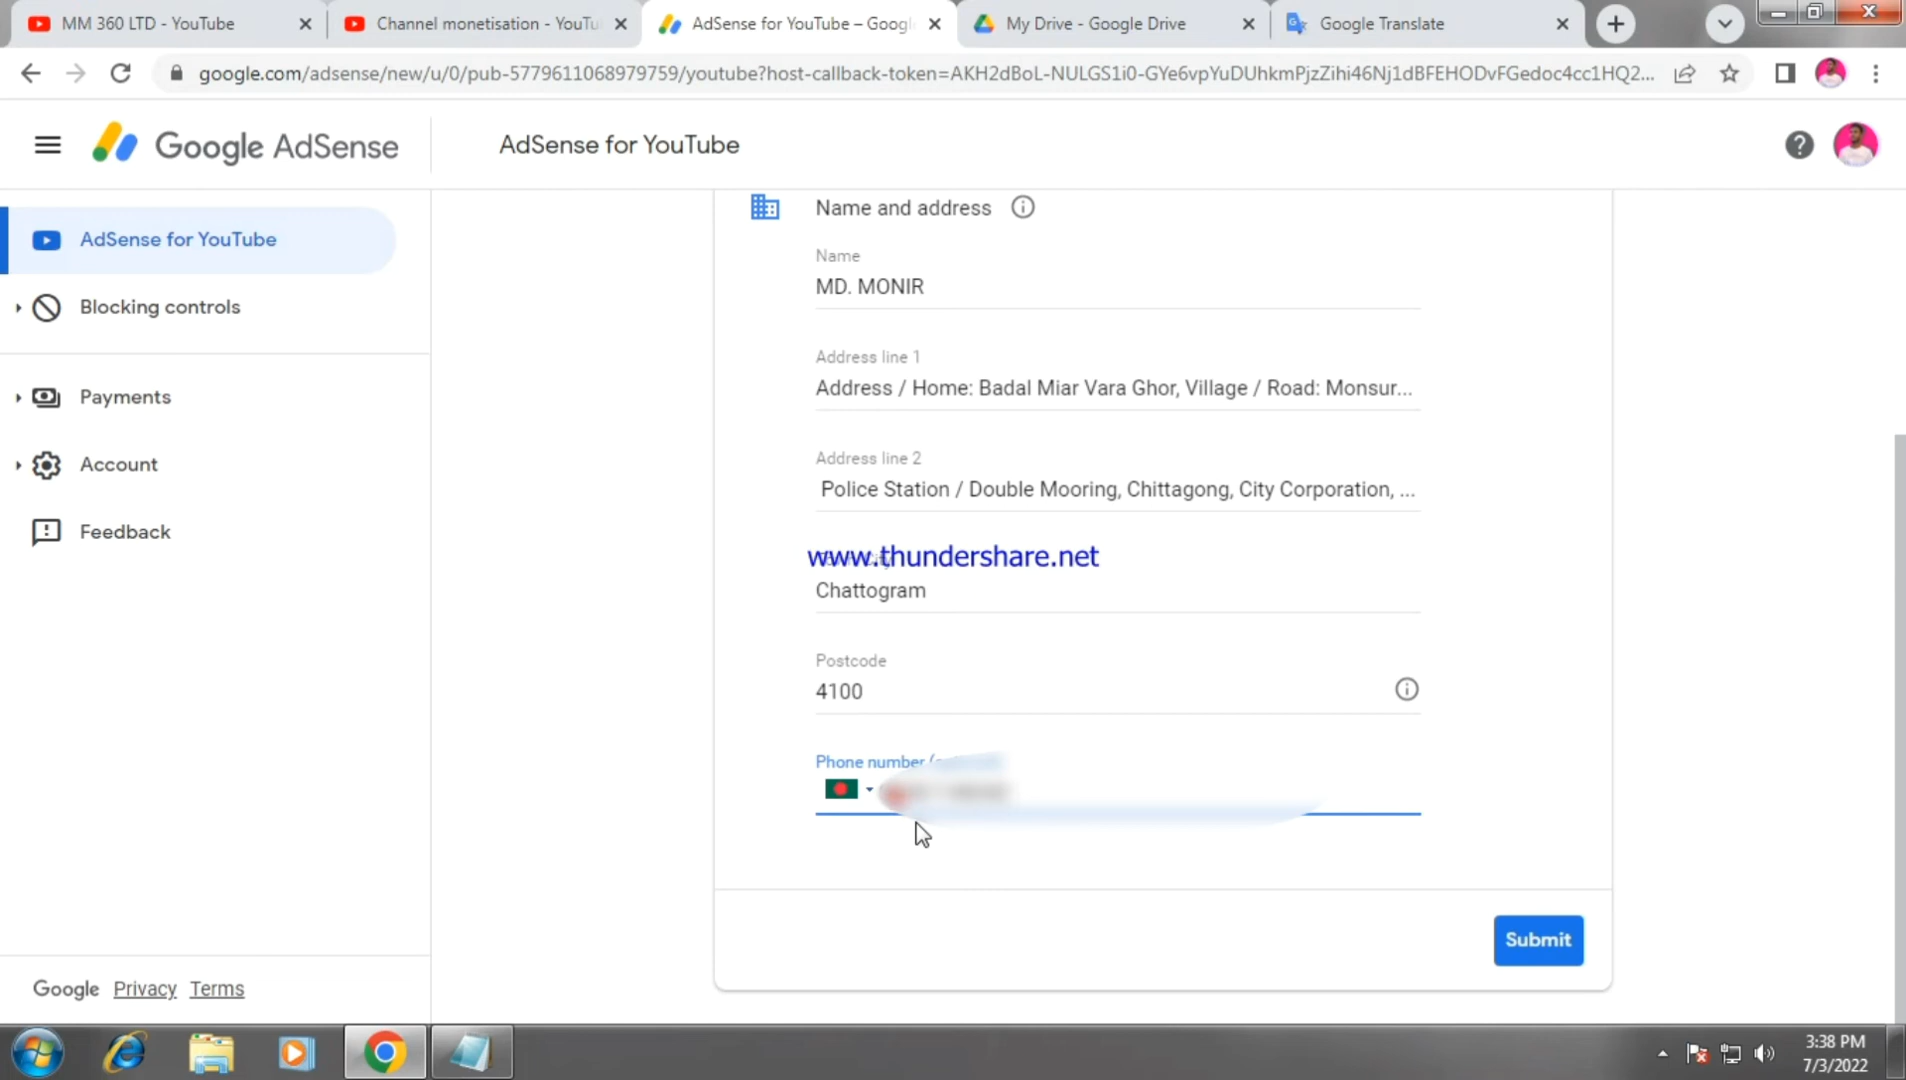 MM 360 LTD - YouTube
Channel monetisation - YouTu
AdSense for YouTube – Googl
My Drive - Google Drive
Google Translate
google.com/adsense/new/u/0/pub-5779611068979759/youtube?host-callback-token=AKH2dBoL-NULGS1i0-GYe6vpYuDUhkmPjzZihi46Nj1dBFEHODvFGedoc4cc1HQ2...
Google AdSense
AdSense for YouTube
AdSense for YouTube
Blocking controls
Payments
Account
Feedback
Google Privacy Terms
Name and address
Name
MD. MONIR
Address line 1
Address / Home: Badal Miar Vara Ghor, Village / Road: Monsur...
Address line 2
Police Station / Double Mooring, Chittagong, City Corporation, ...
www.thundershare.net
Chattogram
Postcode
4100
Phone number
Submit
3:38 PM
7/3/2022